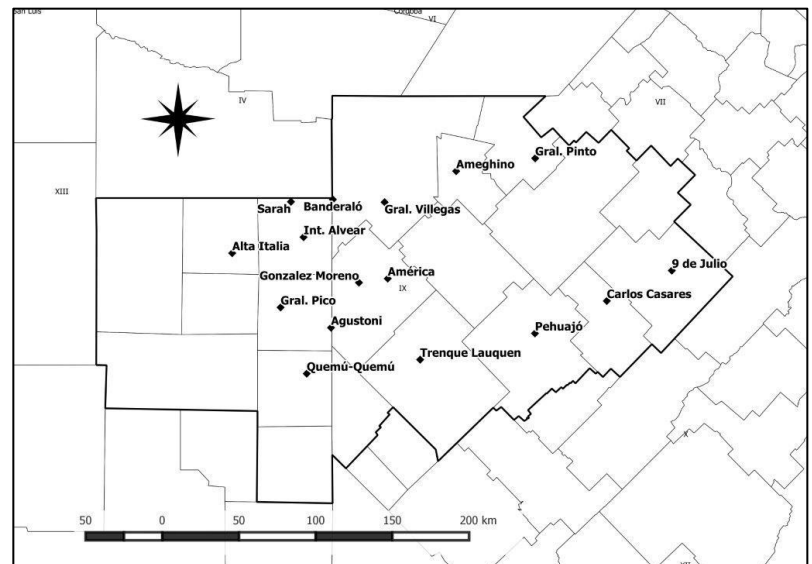 San Luis
Córdoba
VI
IV
VII
XIII
Gral. Pinto
Ameghino
Sarah
Banderaló
Gral. Villegas
Int. Alvear
Alta Italia
9 de Julio
Gonzalez Moreno
América
IX
Gral. Pico
Carlos Casares
Agustoni
Pehuajó
Trenque Lauquen
Quemú-Quemú
X
50 0 50 100 150 200 km